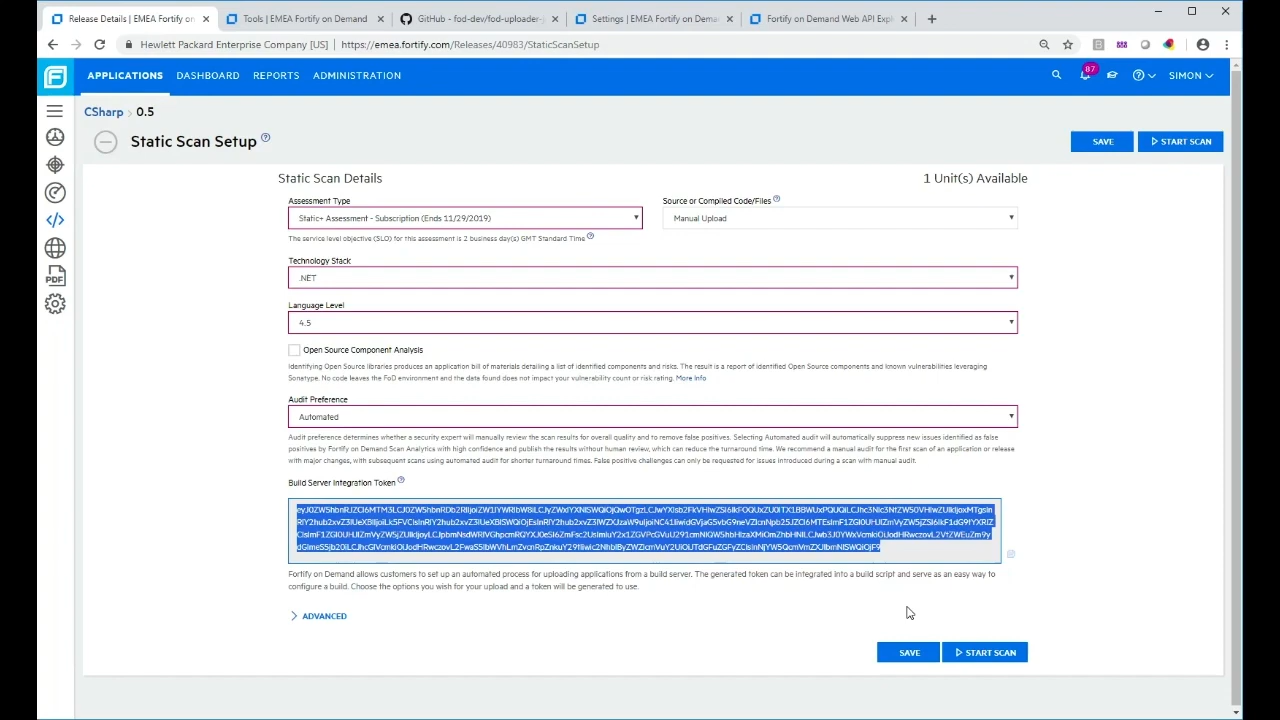 Release Details | EMEA Fortify on
Tools | EMEA Fortify on Demand
GitHub - fod-dev/fod-uploader-
Settings | EMEA Fortify on Dema
Fortify on Demand Web API Expl
Hewlett Packard Enterprise Company [US] | https://emea.fortify.com/Releases/40983/StaticScanSetup
APPLICATIONS DASHBOARD REPORTS ADMINISTRATION 87 SIMON
CSharp > 0.5
Static Scan Setup
SAVE START SCAN
Static Scan Details 1 Unit(s) Available
Assessment Type Source or Compiled Code/Files
Static+ Assessment - Subscription (Ends 11/29/2019) Manual Upload
The service level objective (SLO) for this assessment is 2 business day(s) GMT Standard Time
Technology Stack
.NET
Language Level
4.5
Open Source Component Analysis
Identifying Open Source libraries produces an application bill of materials detailing a list of identified components and risks. The result is a report of identified Open Source components and known vulnerabilities leveraging
Sonatype. No code leaves the FoD environment and the data found does not impact your vulnerability count or risk rating. More Info
Audit Preference
Automated
Audit preference determines whether a security expert will manually review the scan results for overall quality and to remove false positives. Selecting Automated audit will automatically suppress new issues identified as false
positives by Fortify on Demand Scan Analytics with high confidence and publish the results without human review, which can reduce the turnaround time. We recommend a manual audit for the first scan of an application or release
with major changes, with subsequent scans using automated audit for shorter turnaround times. False positive challenges can only be requested for issues introduced during a scan with manual audit.
Build Server Integration Token
Fortify on Demand allows customers to set up an automated process for uploading applications from a build server. The generated token can be integrated into a build script and serve as an easy way to
configure a build. Choose the options you wish for your upload and a token will be generated to use.
ADVANCED
SAVE START SCAN
PDF